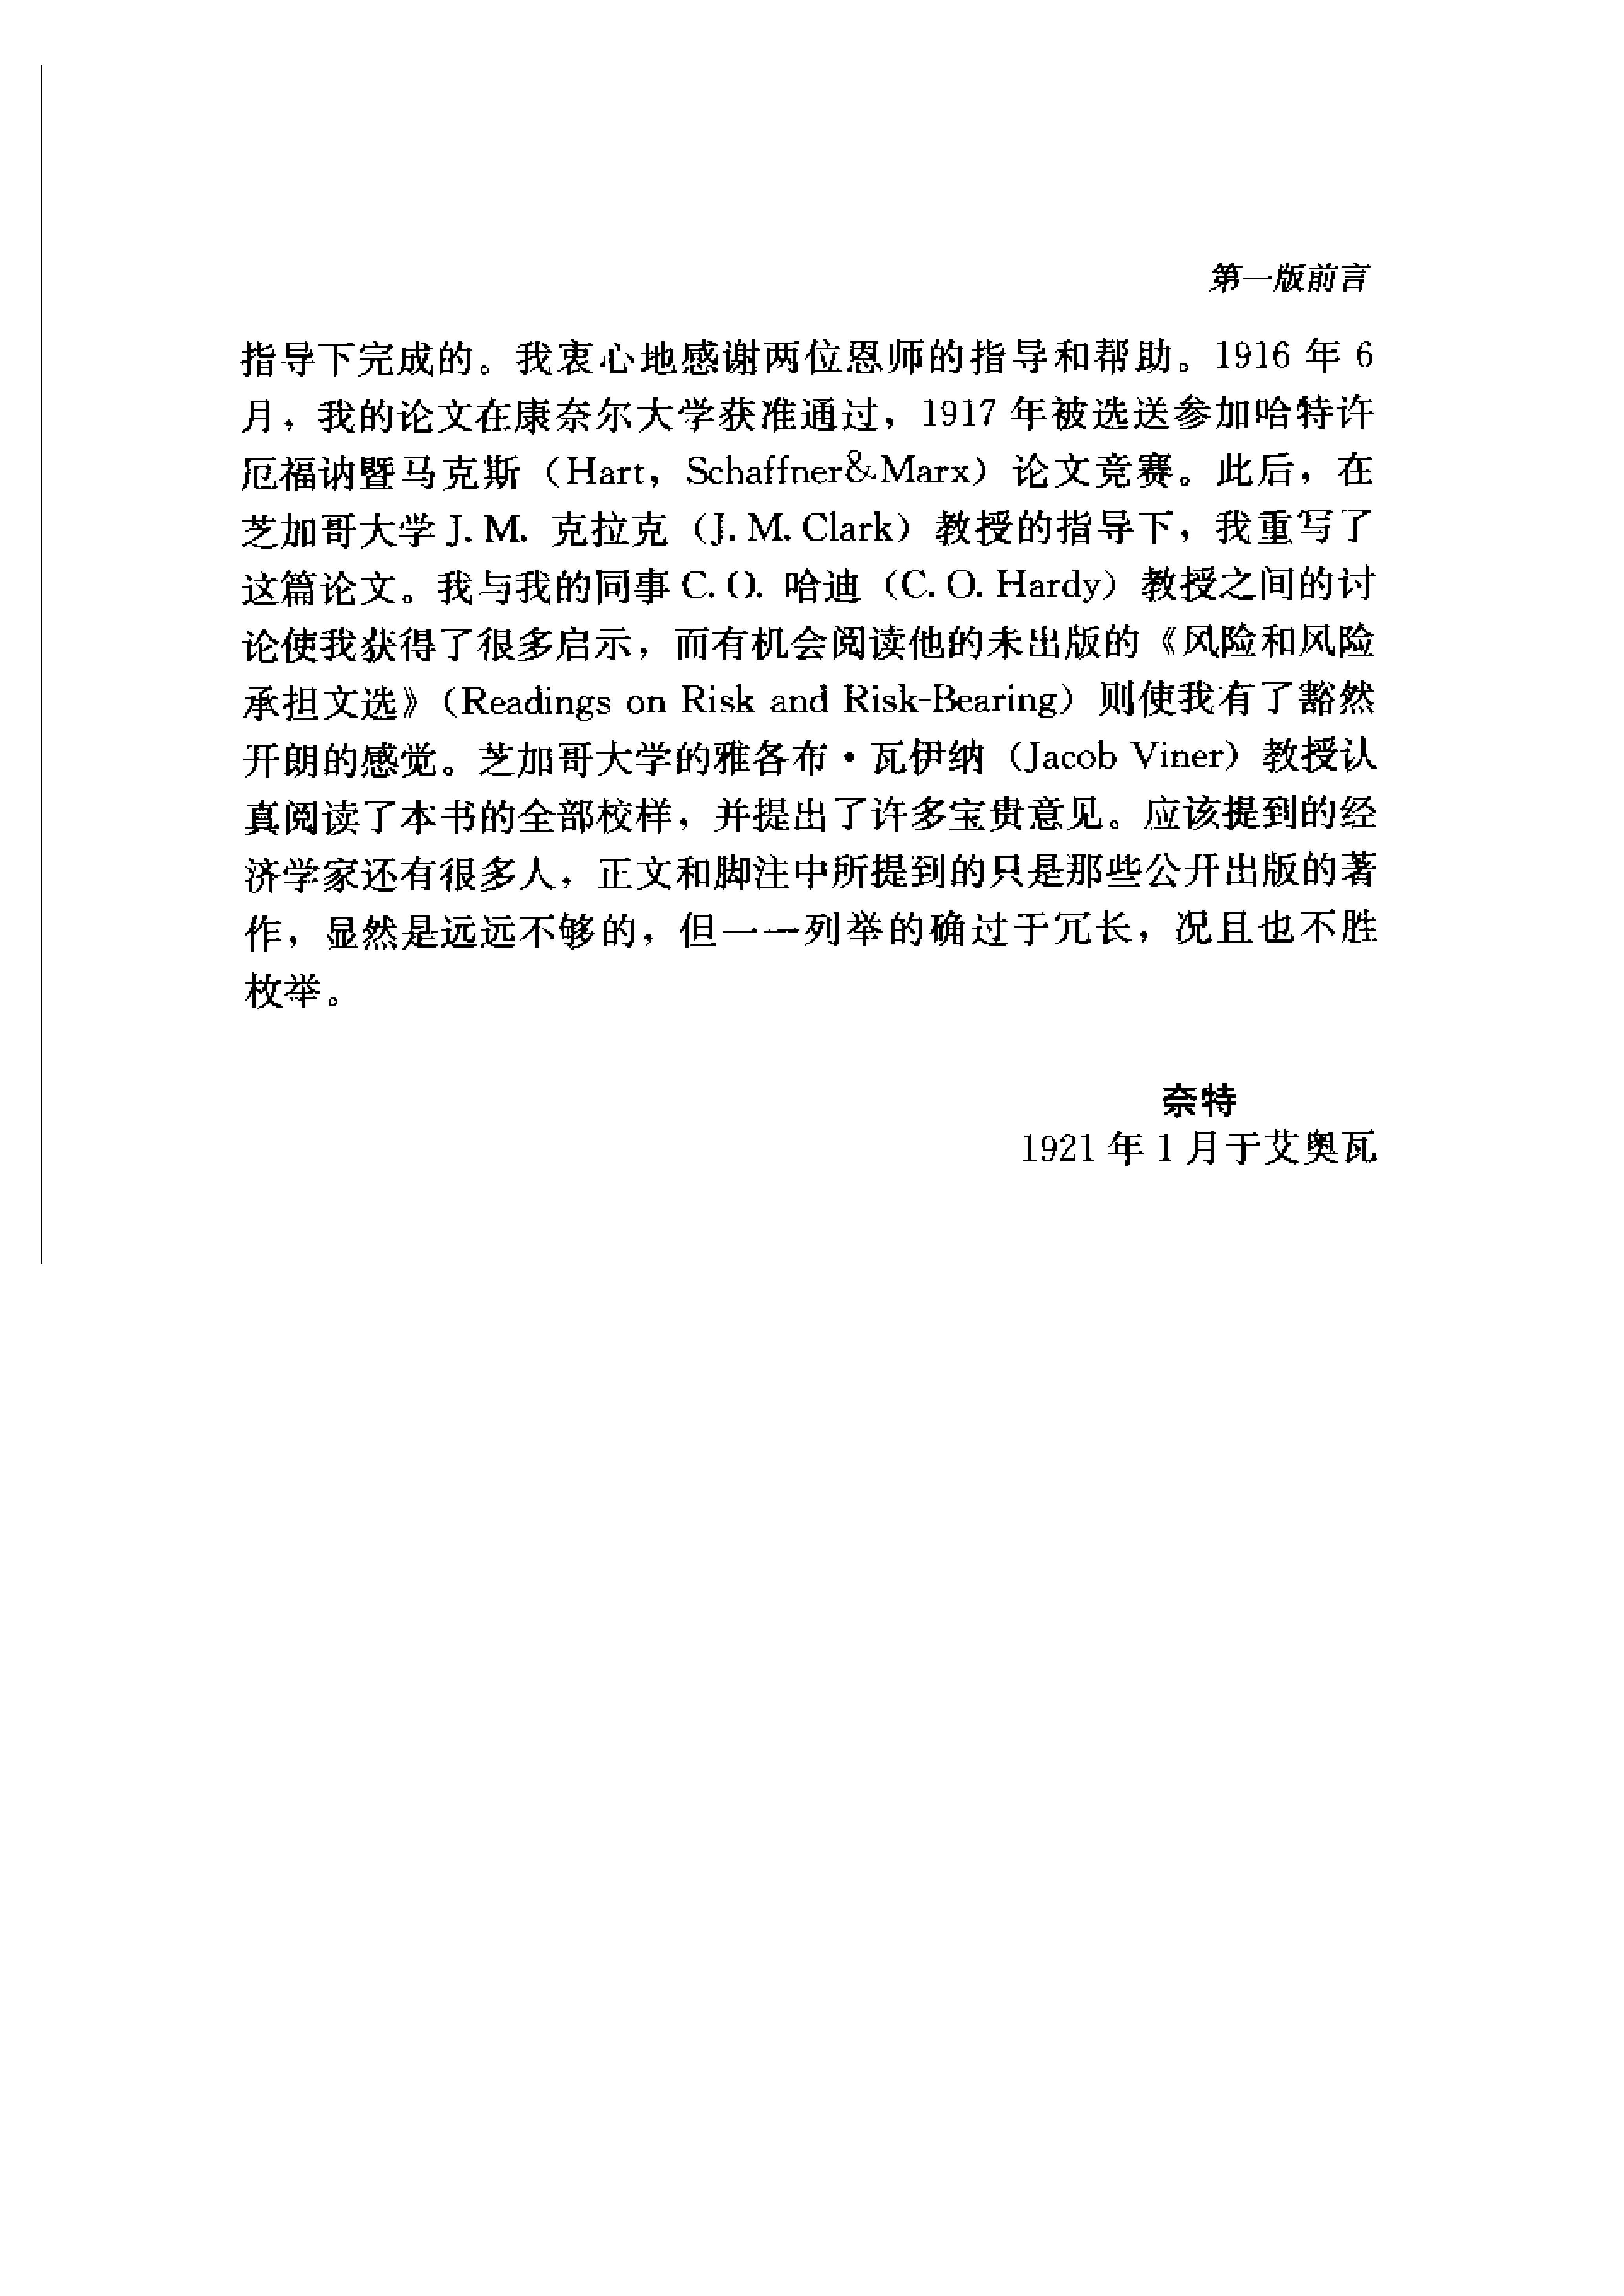 第一版前言
指导下完成的。我衷心地感谢两位恩师的指导和帮助。1916 年 6
月，我的论文在康奈尔大学获准通过，1917 年被选送参加哈特许
厄福讷暨马克斯（Hart，Schaffner&Marx）论文竞赛。此后，在
芝加哥大学 J. M. 克拉克（J. M. Clark）教授的指导下，我重写了
这篇论文。我与我的同事 C. O. 哈迪（C. O. Hardy）教授之间的讨
论使我获得了很多启示，而有机会阅读他的未出版的《风险和风险
承担文选》（Readings on Risk and Risk-Bearing）则使我有了豁然
开朗的感觉。芝加哥大学的雅各布·瓦伊纳（Jacob Viner）教授认
真阅读了本书的全部校样，并提出了许多宝贵意见。应该提到的经
济学家还有很多人，正文和脚注中所提到的只是那些公开出版的著
作，显然是远远不够的，但一一列举的确过于冗长，况且也不胜
枚举。
奈特
1921 年 1 月于艾奥瓦